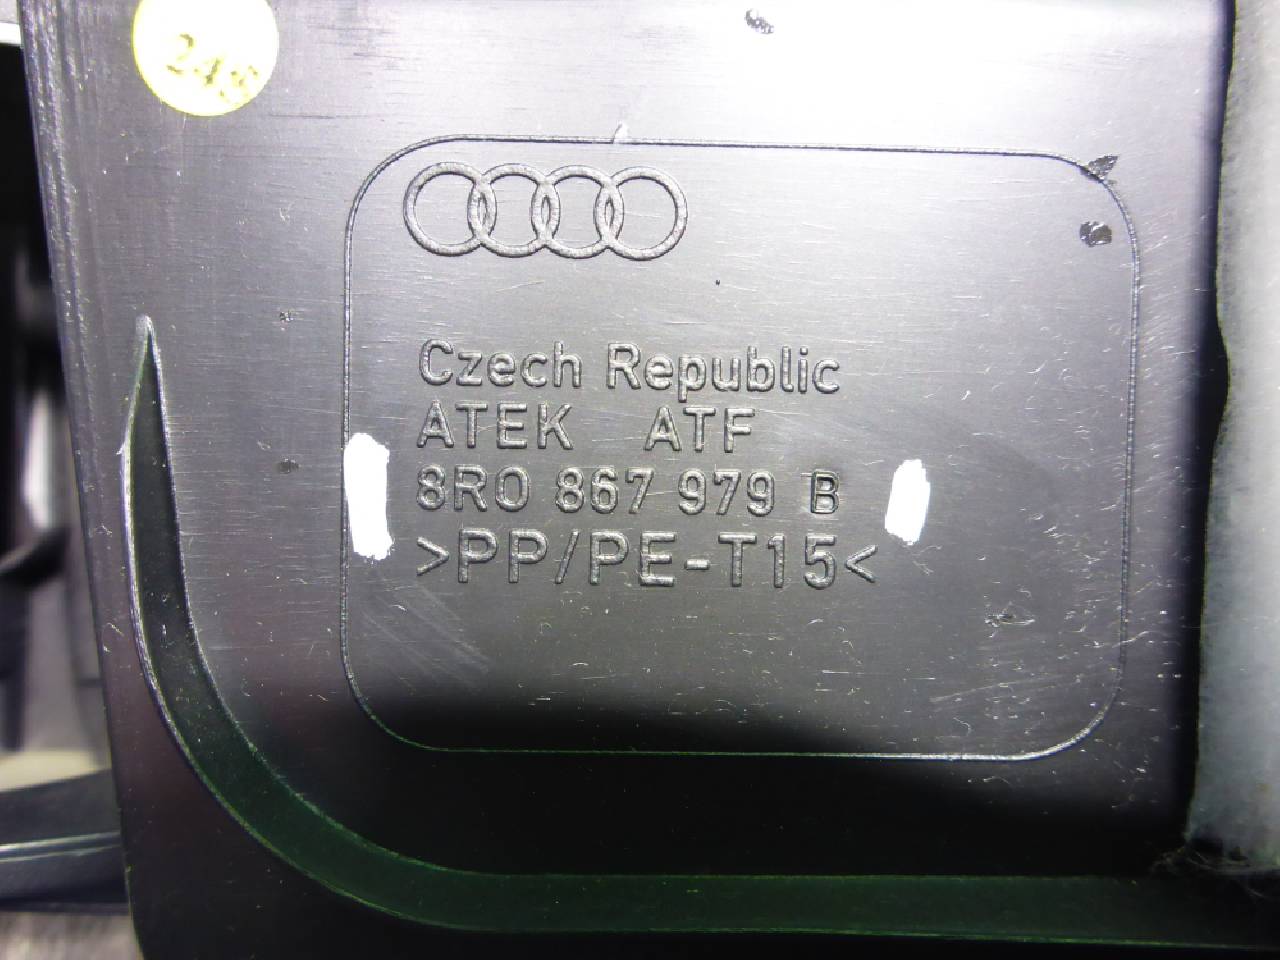 Czech Republic
ATEK ATF
8R0 867 979 B
>PP/PE-T15<